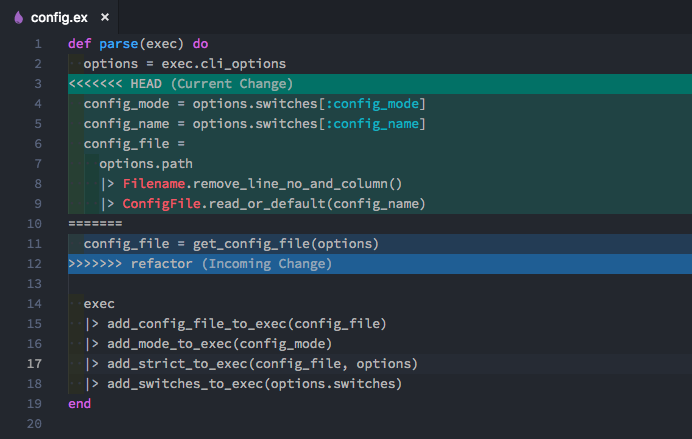 config.ex ×
1 def parse(exec) do
2   options = exec.cli_options
3 <<<<<<< HEAD (Current Change)
4   config_mode = options.switches[:config_mode]
5   config_name = options.switches[:config_name]
6   config_file =
7     options.path
8     |> Filename.remove_line_no_and_column()
9     |> ConfigFile.read_or_default(config_name)
10 =======
11   config_file = get_config_file(options)
12 >>>>>>> refactor (Incoming Change)
13
14   exec
15   |> add_config_file_to_exec(config_file)
16   |> add_mode_to_exec(config_mode)
17   |> add_strict_to_exec(config_file, options)
18   |> add_switches_to_exec(options.switches)
19 end
20